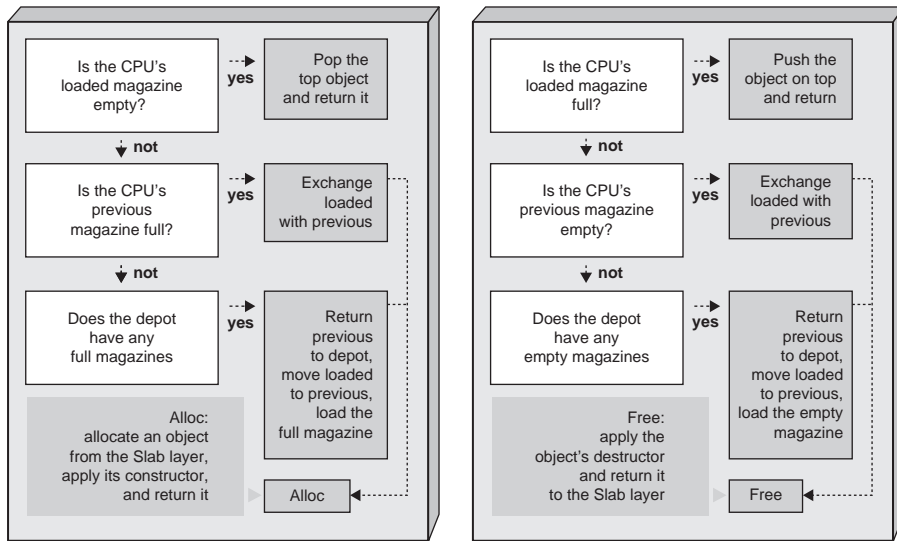 Is the CPU's
loaded magazine
empty?
yes
Pop the
top object
and return it
not
Is the CPU's
previous
magazine full?
yes
Exchange
loaded
with previous
not
Does the depot
have any
full magazines
yes
Return
previous
to depot,
move loaded
to previous,
load the
full magazine
Alloc:
allocate an object
from the Slab layer,
apply its constructor,
and return it
Alloc
Is the CPU's
loaded magazine
full?
yes
Push the
object on top
and return
not
Is the CPU's
previous magazine
empty?
yes
Exchange
loaded with
previous
not
Does the depot
have any
empty magazines
yes
Return
previous
to depot,
move loaded
to previous,
load the empty
magazine
Free:
apply the
object's destructor
and return it
to the Slab layer
Free